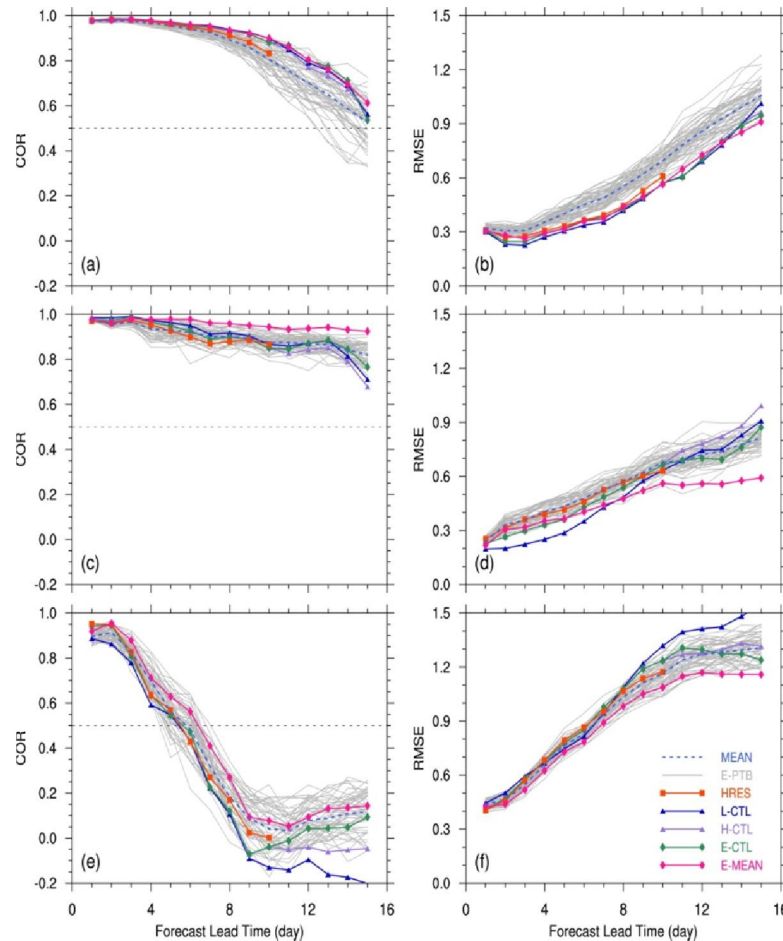 1.0
0.8
0.6
0.4
0.2
0.0
-0.2
COR
(a)
1.5
1.2
0.9
0.6
0.3
0.0
RMSE
(b)
1.0
0.8
0.6
0.4
0.2
0.0
-0.2
COR
(c)
1.5
1.2
0.9
0.6
0.3
0.0
RMSE
(d)
1.0
0.8
0.6
0.4
0.2
0.0
-0.2
COR
(e)
0 4 8 12 16
Forecast Lead Time (day)
1.5
1.2
0.9
0.6
0.3
0.0
RMSE
(f)
MEAN
E-PTB
HRES
L-CTL
H-CTL
E-CTL
E-MEAN
0 4 8 12 16
Forecast Lead Time (day)